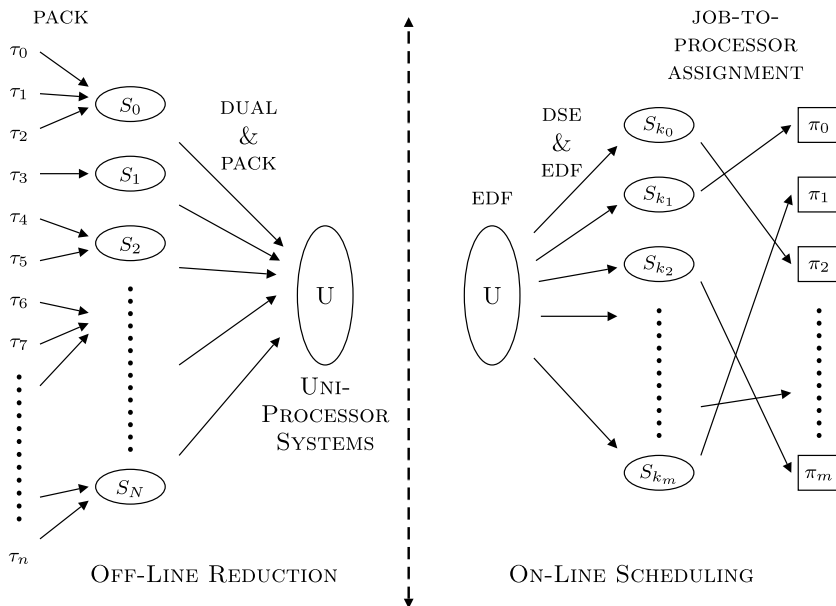 PACK
τ0
τ1
τ2
τ3
τ4
τ5
τ6
τ7
τn
S0
S1
S2
SN
DUAL
&
PACK
U
UNI-
PROCESSOR
SYSTEMS
OFF-LINE REDUCTION
EDF
U
DSE
&
EDF
Sk0
Sk1
Sk2
Skm
JOB-TO-
PROCESSOR
ASSIGNMENT
π0
π1
π2
πm
ON-LINE SCHEDULING